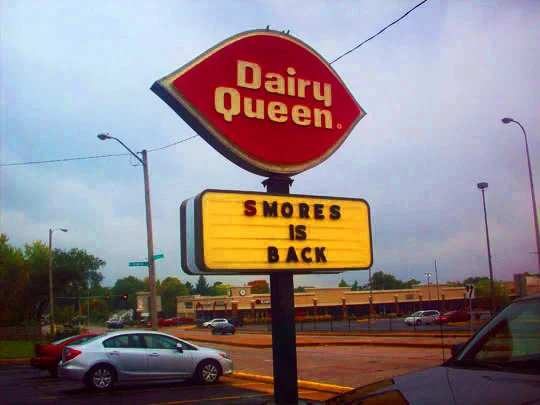 Dairy
Queen
SMORES
IS
BACK